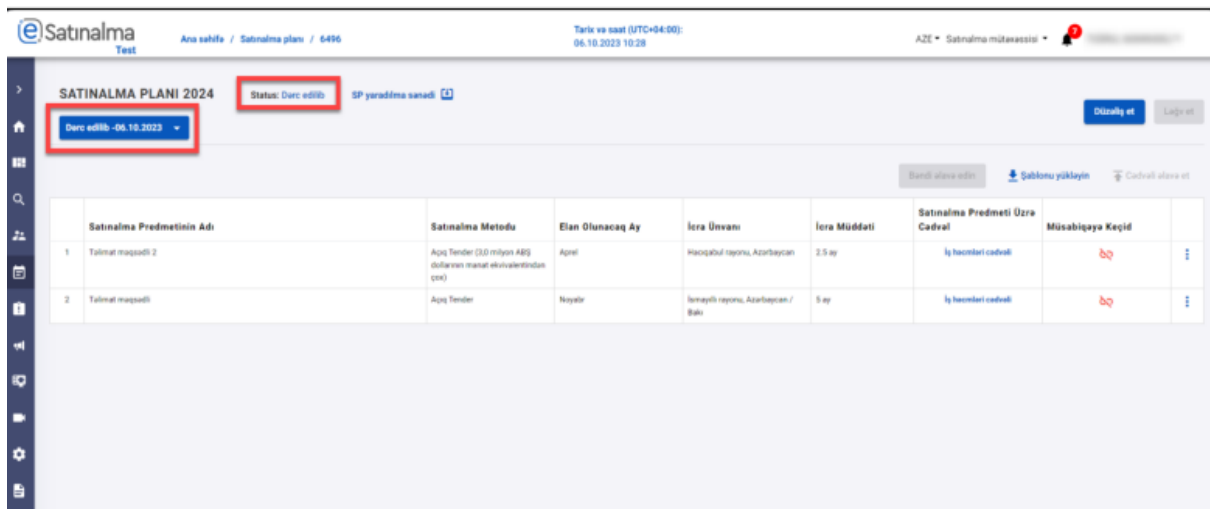 eSatınalma
Test
Ana səhifə / Satınalma planı / 6496
Tarix və saat (UTC+04:00):
06.10.2023 10:28
AZE
Satınalma mütəxəssisi
7
SATINALMA PLANI 2024
Status: Dərc edilib
SP yaradılma sənədi
Dərc edilib -06.10.2023
Düzəliş et
Ləğv et
Bəndi əlavə edin
Şablonu yükləyin
Cədvəli əlavə et
Satınalma Predmetinin Adı
Satınalma Metodu
Elan Olunacaq Ay
İcra Ünvanı
İcra Müddəti
Satınalma Predmeti Üzrə
Cədvəl
Müsabiqəyə Keçid
1
Təlimat məqsədli 2
Açıq Tender (3,0 milyon ABŞ
dollarının manat ekvivalentindən
çox)
Aprel
Hacıqabul rayonu, Azərbaycan
2.5 ay
İş həcmləri cədvəli
2
Təlimat məqsədli
Açıq Tender
Noyabr
İsmayıllı rayonu, Azərbaycan /
Bakı
5 ay
İş həcmləri cədvəli